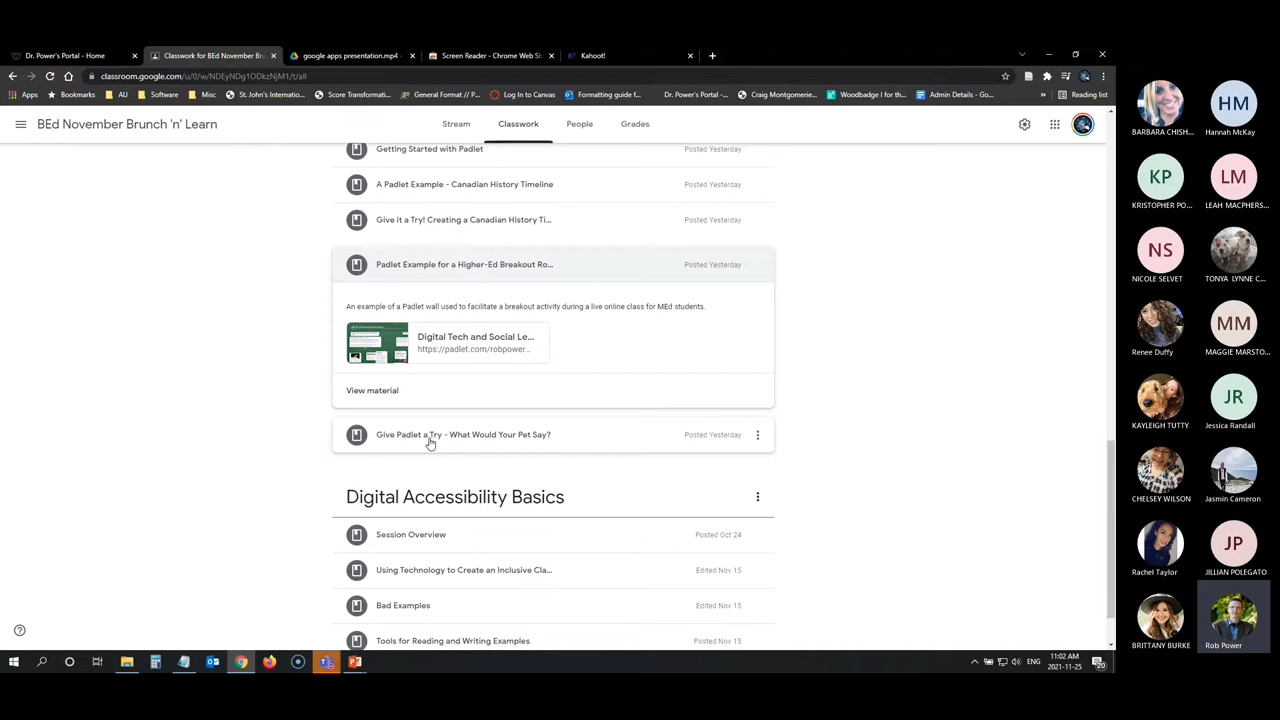 Dr. Power's Portal - Home
Classwork for BEd November Bru
google apps presentation.mp4 -
Screen Reader - Chrome Web St
Kahoot!
classroom.google.com/u/0/w/NDEyNDg1ODkzNjM1/t/all
Apps
Bookmarks
AU
Software
Misc
St. John's Internatio...
Score Transformati...
General Format // P...
Log In to Canvas
Formatting guide f...
Dr. Power's Portal -...
Craig Montgomerie...
Woodbadge I' for th...
Admin Details - Go...
Reading list
BEd November Brunch 'n' Learn
Stream
Classwork
People
Grades
Getting Started with Padlet
Posted Yesterday
A Padlet Example - Canadian History Timeline
Posted Yesterday
Give it a Try! Creating a Canadian History Ti...
Posted Yesterday
Padlet Example for a Higher-Ed Breakout Ro...
Posted Yesterday
An example of a Padlet wall used to facilitate a breakout activity during a live online class for MEd students.
Digital Tech and Social Le...
https://padlet.com/robpower...
View material
Give Padlet a Try - What Would Your Pet Say?
Posted Yesterday
Digital Accessibility Basics
Session Overview
Posted Oct 24
Using Technology to Create an Inclusive Cla...
Edited Nov 15
Bad Examples
Edited Nov 15
Tools for Reading and Writing Examples
Posted Nov 15
ENG
11:02 AM
2021-11-25
20
BARBARA CHISH...
HM
Hannah McKay
KP
KRISTOPHER PO...
LM
LEAH MACPHERS...
NS
NICOLE SELVET
TONYA LYNNE C...
Renee Duffy
MM
MAGGIE MARSTO...
KAYLEIGH TUTTY
JR
Jessica Randall
CHELSEY WILSON
Jasmin Cameron
Rachel Taylor
JP
JILLIAN POLEGATO
BRITTANY BURKE
Rob Power